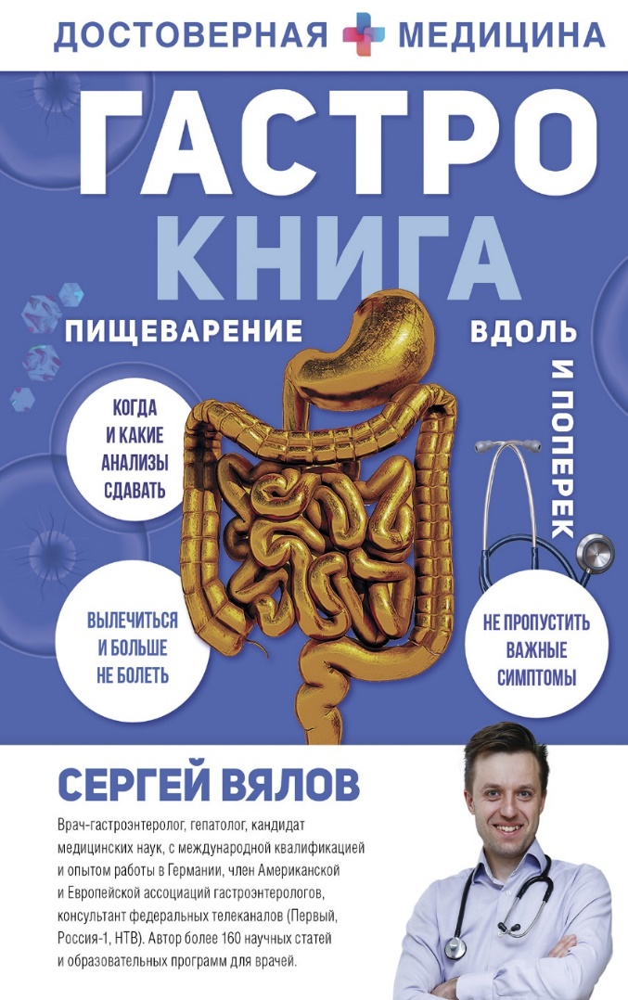 ДОСТОВЕРНАЯ МЕДИЦИНА
ГАСТРО
КНИГА
ПИЩЕВАРЕНИЕ ВДОЛЬ
И ПОПЕРЕК
КОГДА
И КАКИЕ
АНАЛИЗЫ
СДАВАТЬ
ВЫЛЕЧИТЬСЯ
И БОЛЬШЕ
НЕ БОЛЕТЬ
НЕ ПРОПУСТИТЬ
ВАЖНЫЕ
СИМПТОМЫ
СЕРГЕЙ ВЯЛОВ
Врач-гастроэнтеролог, гепатолог, кандидат
медицинских наук, с международной квалификацией
и опытом работы в Германии, член Американской
и Европейской ассоциаций гастроэнтерологов,
консультант федеральных телеканалов (Первый,
Россия-1, НТВ). Автор более 160 научных статей
и образовательных программ для врачей.